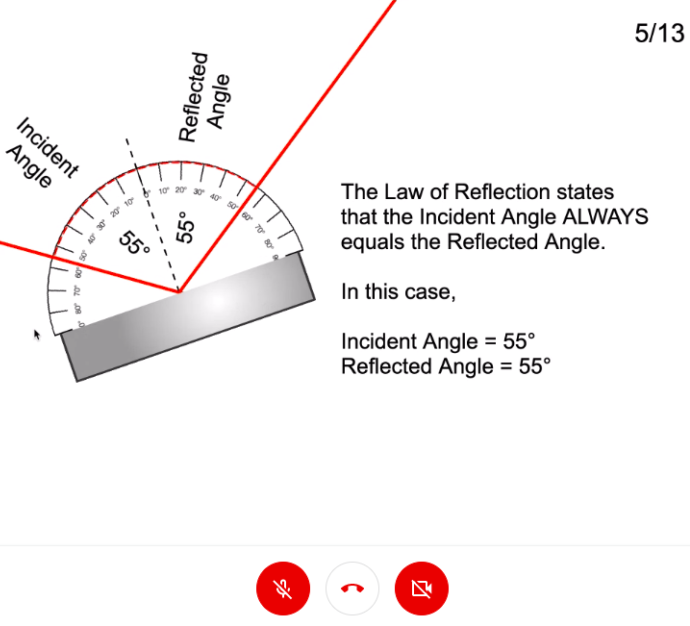 5/13
Reflected
Angle
Incident
Angle
80° 70° 60° 50° 40° 30° 20° 10° 0° 10° 20° 30° 40° 50° 60° 70° 80°
55°
55°
The Law of Reflection states
that the Incident Angle ALWAYS
equals the Reflected Angle.
In this case,
Incident Angle = 55°
Reflected Angle = 55°